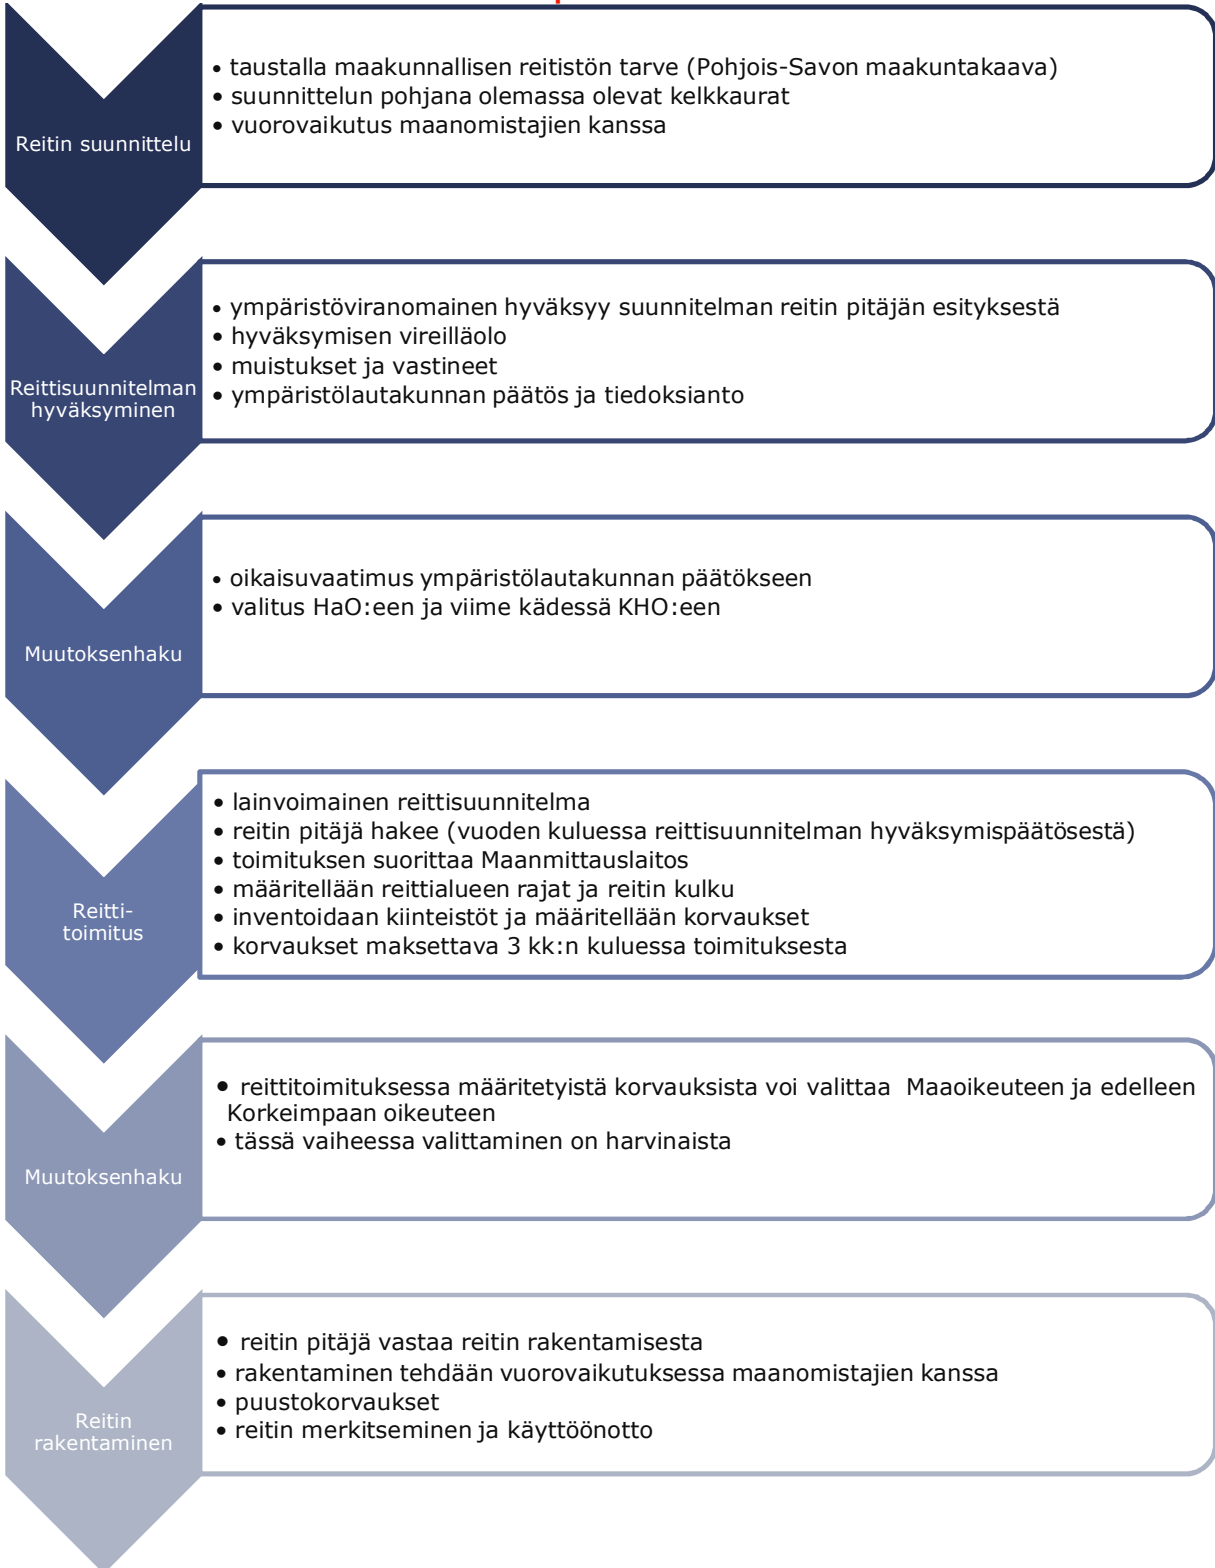 Reitin suunnittelu
• taustalla maakunnallisen reitistön tarve (Pohjois-Savon maakuntakaava)
• suunnittelun pohjana olemassa olevat kelkkaurat
• vuorovaikutus maanomistajien kanssa
Reittisuunnitelman
hyväksyminen
• ympäristöviranomainen hyväksyy suunnitelman reitin pitäjän esityksestä
• hyväksymisen vireilläolo
• muistukset ja vastineet
• ympäristölautakunnan päätös ja tiedoksianto
Muutoksenhaku
• oikaisuvaatimus ympäristölautakunnan päätökseen
• valitus HaO:een ja viime kädessä KHO:een
Reitti-
toimitus
• lainvoimainen reittisuunnitelma
• reitin pitäjä hakee (vuoden kuluessa reittisuunnitelman hyväksymispäätösestä)
• toimituksen suorittaa Maanmittauslaitos
• määritellään reittialueen rajat ja reitin kulku
• inventoidaan kiinteistöt ja määritellään korvaukset
• korvaukset maksettava 3 kk:n kuluessa toimituksesta
Muutoksenhaku
• reittitoimituksessa määritetyistä korvauksista voi valittaa Maaoikeuteen ja edelleen
Korkeimpaan oikeuteen
• tässä vaiheessa valittaminen on harvinaista
Reitin
rakentaminen
• reitin pitäjä vastaa reitin rakentamisesta
• rakentaminen tehdään vuorovaikutuksessa maanomistajien kanssa
• puustokorvaukset
• reitin merkitseminen ja käyttöönotto